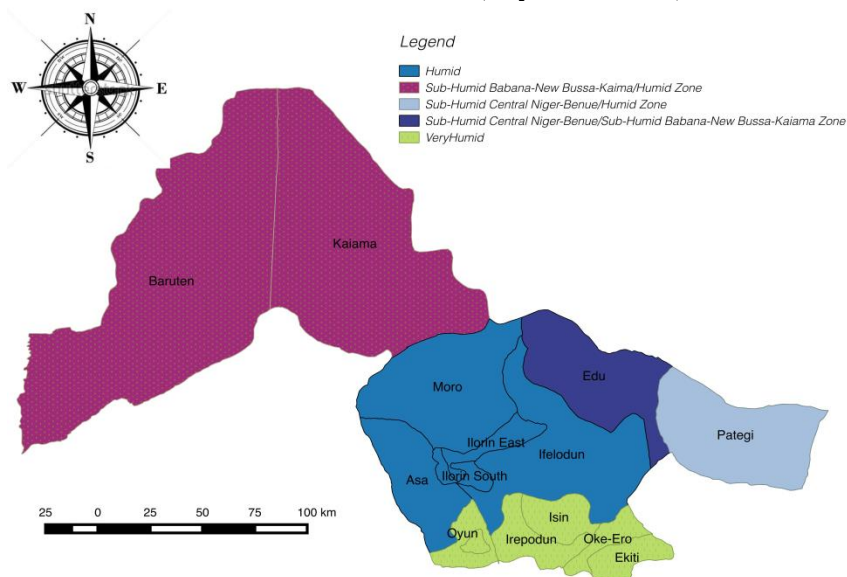 N
W
E
S
Legend
Humid
Sub-Humid Babana-New Bussa-Kaima/Humid Zone
Sub-Humid Central Niger-Benue/Humid Zone
Sub-Humid Central Niger-Benue/Sub-Humid Babana-New Bussa-Kaiama Zone
VeryHumid
Kaiama
Baruten
Edu
Moro
Pategi
Ilorin East
Ifelodun
Asa
Ilorin South
Isin
Oyun
Irepodun
Oke-Ero
Ekiti
25 0 25 50 75 100 km